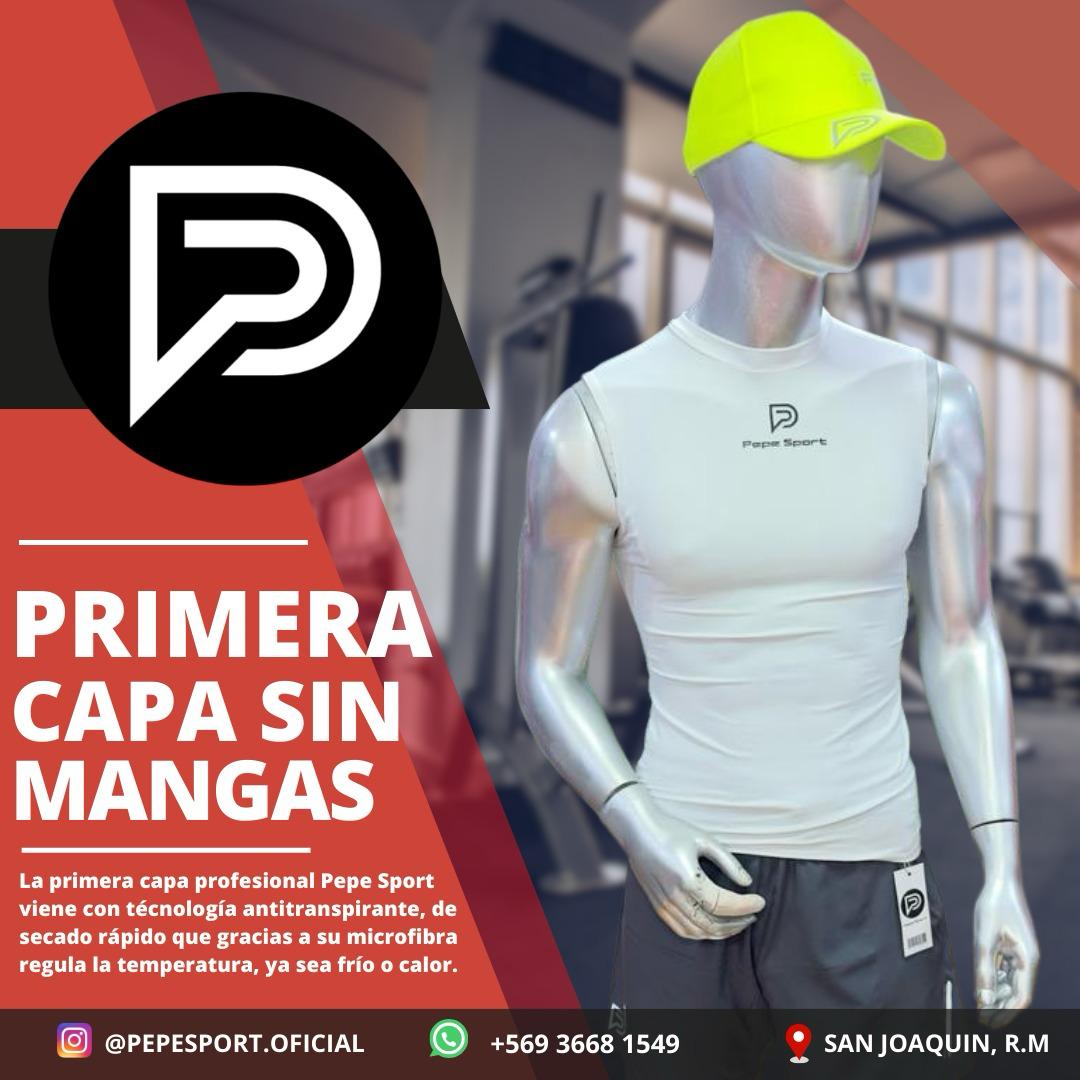 Pepe Sport
PRIMERA
CAPA SIN
MANGAS
La primera capa profesional Pepe Sport
viene con técnología antitranspirante, de
secado rápido que gracias a su microfibra
regula la temperatura, ya sea frío o calor.
@PEPESPORT.OFICIAL
+569 3668 1549
SAN JOAQUIN, R.M